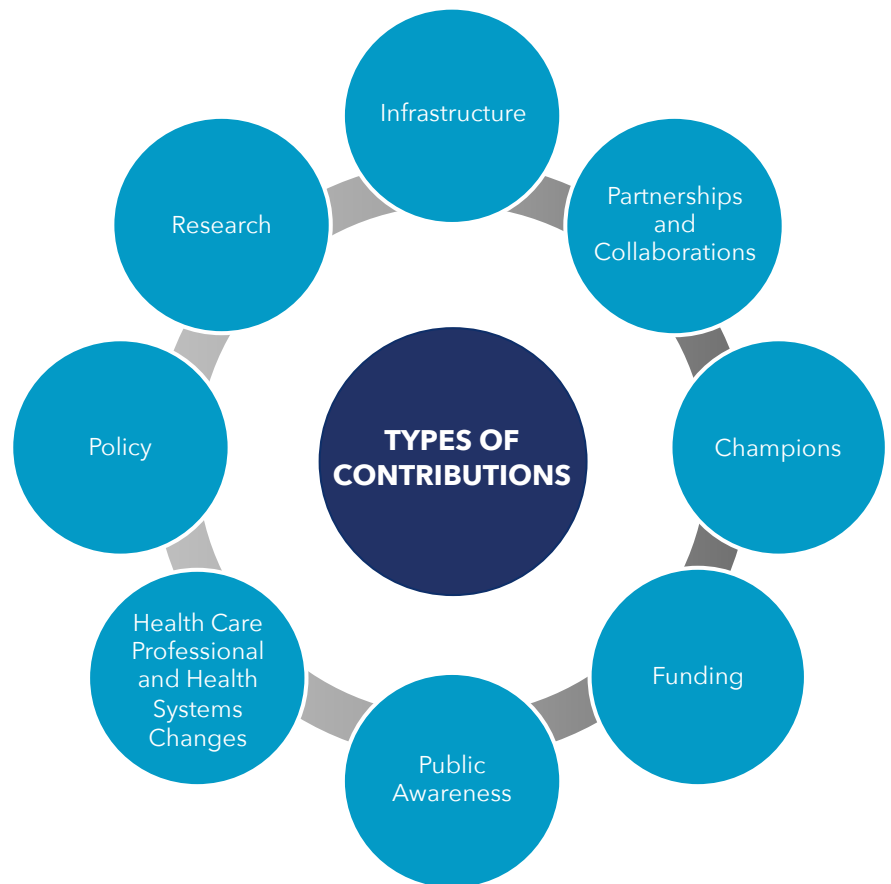 Infrastructure
Partnerships
and
Collaborations
Research
Policy
TYPES OF
CONTRIBUTIONS
Champions
Health Care
Professional
and Health
Systems
Changes
Funding
Public
Awareness